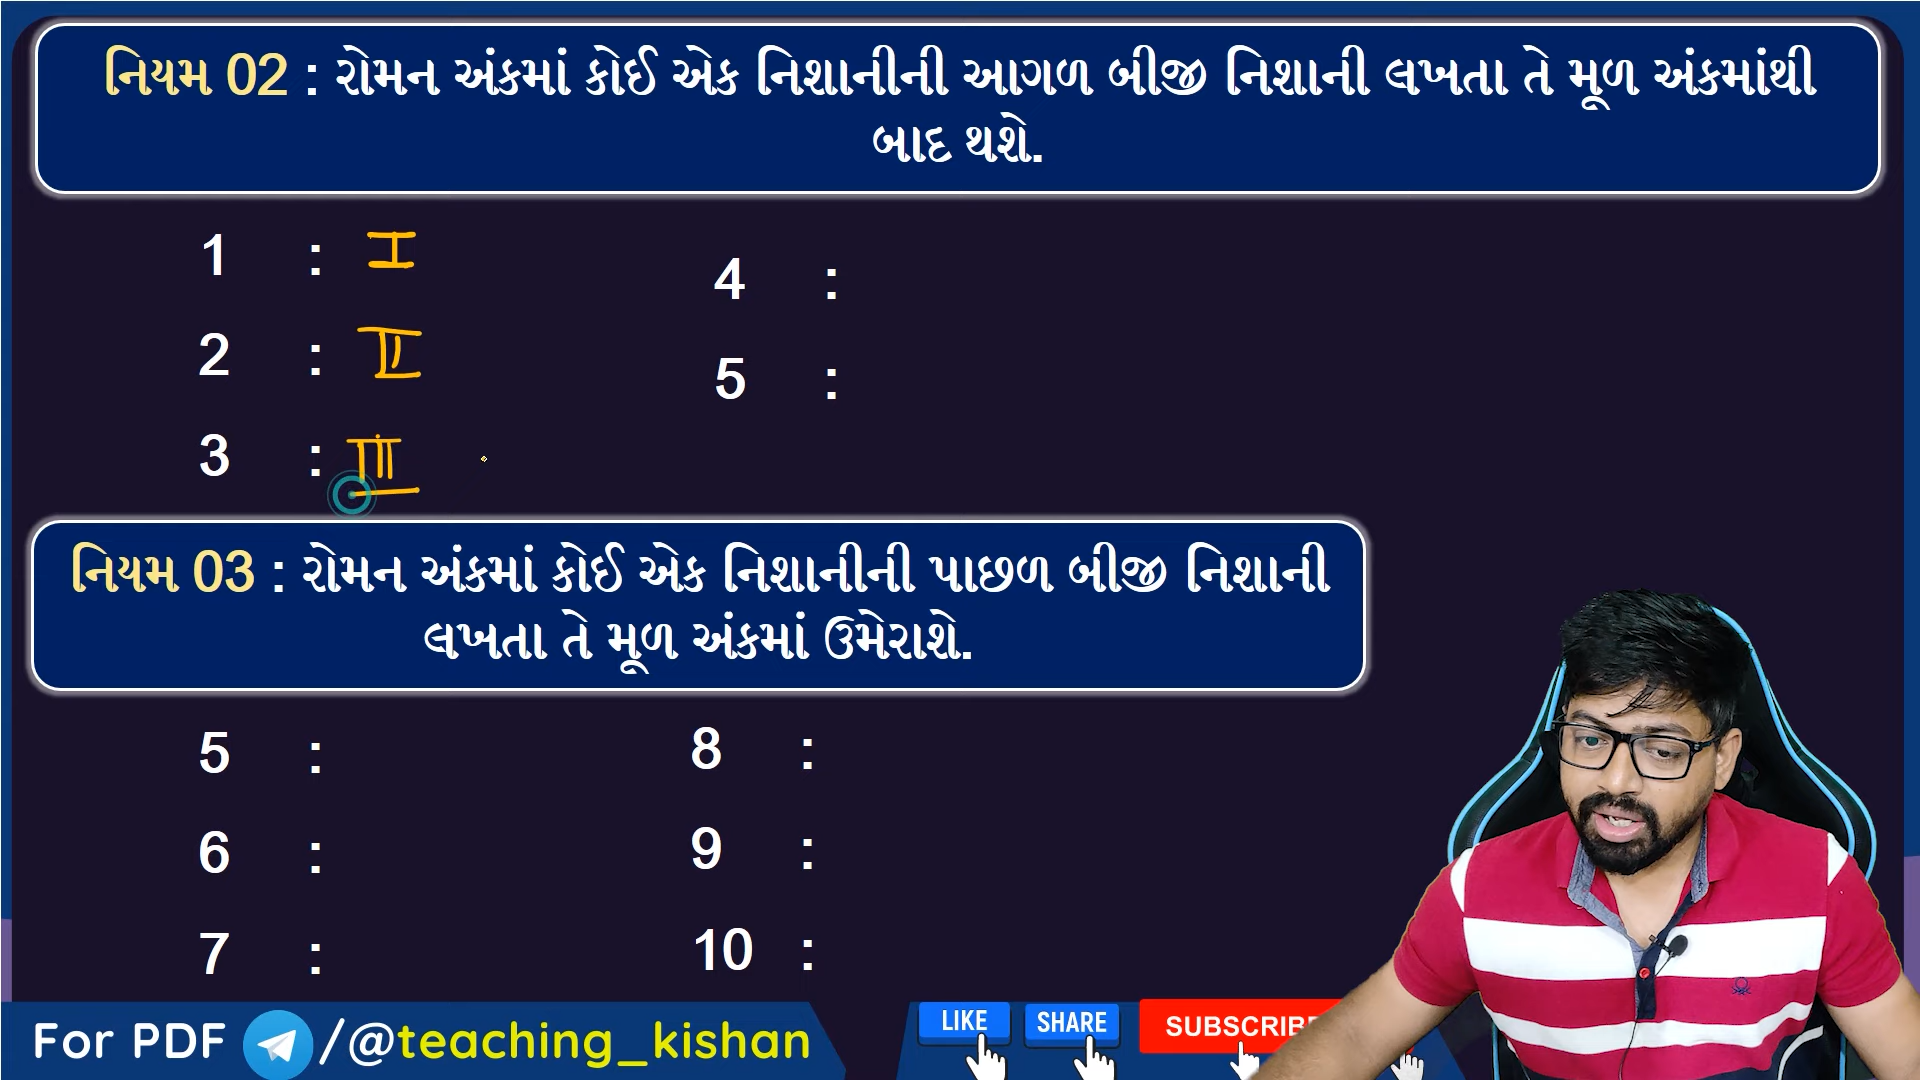 નિયમ 02 : રોમન અંકમાં કોઈ એક નિશાનીની આગળ બીજી નિશાની લખતા તે મૂળ અંકમાંથી
બાદ થશે.
1 : I
2 : II
3 : III
4 :
5 :
નિયમ 03 : રોમન અંકમાં કોઈ એક નિશાનીની પાછળ બીજી નિશાની
લખતા તે મૂળ અંકમાં ઉમેરાશે.
5 :
6 :
7 :
8 :
9 :
10 :
For PDF /@teaching_kishan
LIKE SHARE SUBSCRIBE